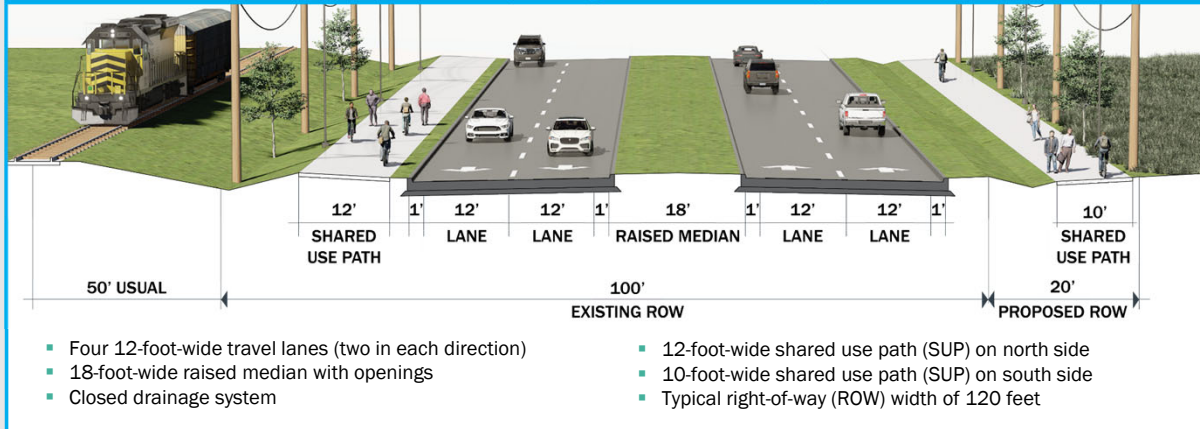 12' 1' 12' 12' 1' 18' 1' 12' 12' 1' 10'
SHARED LANE LANE RAISED MEDIAN LANE LANE SHARED
USE PATH USE PATH
50' USUAL 100' 20'
EXISTING ROW PROPOSED ROW
▪ Four 12-foot-wide travel lanes (two in each direction)
▪ 18-foot-wide raised median with openings
▪ Closed drainage system
▪ 12-foot-wide shared use path (SUP) on north side
▪ 10-foot-wide shared use path (SUP) on south side
▪ Typical right-of-way (ROW) width of 120 feet